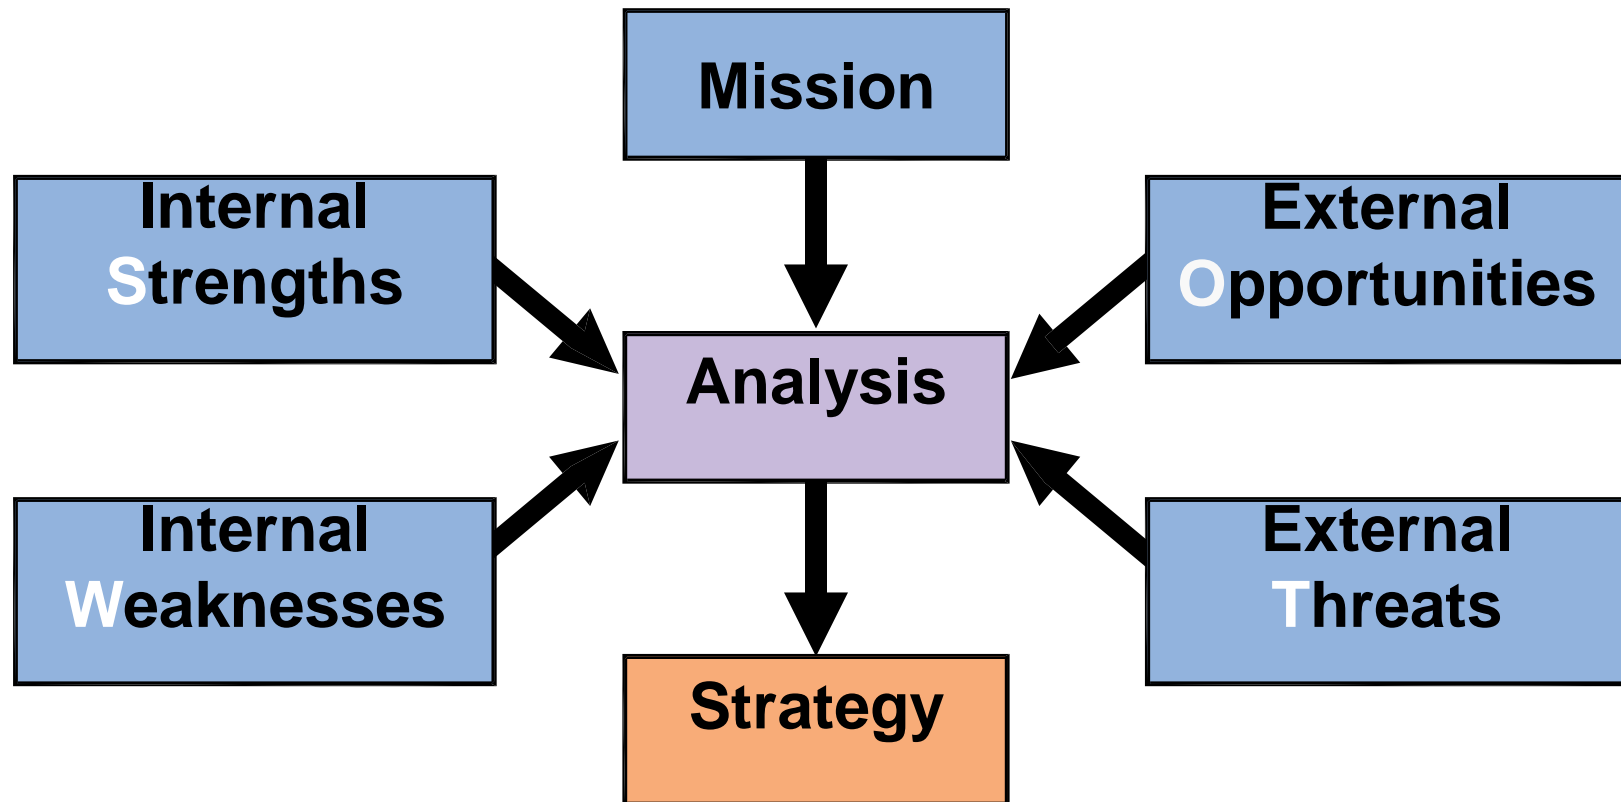 Mission
Internal
Strengths
External
Opportunities
Analysis
Internal
Weaknesses
External
Threats
Strategy